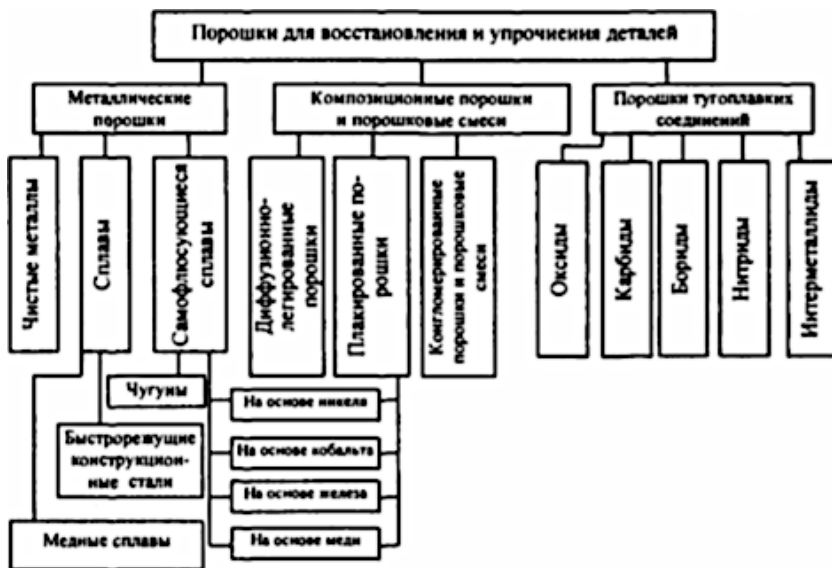 Порошки для восстановления и упрочнения деталей
Металлические
порошки
Композиционные порошки
и порошковые смеси
Порошки тугоплавких
соединений
Чистые металлы
Сплавы
Самофлюсующиеся
сплавы
Диффузионно-
легированные
порошки
Плакированные по-
рошки
Конгломерированные
порошки и порошковые
смеси
Оксиды
Карбиды
Бориды
Нитриды
Интерметаллиды
Чугуны
Быстрорежущие
конструкцион-
ные стали
Медные сплавы
На основе никеля
На основе кобальта
На основе железа
На основе меди